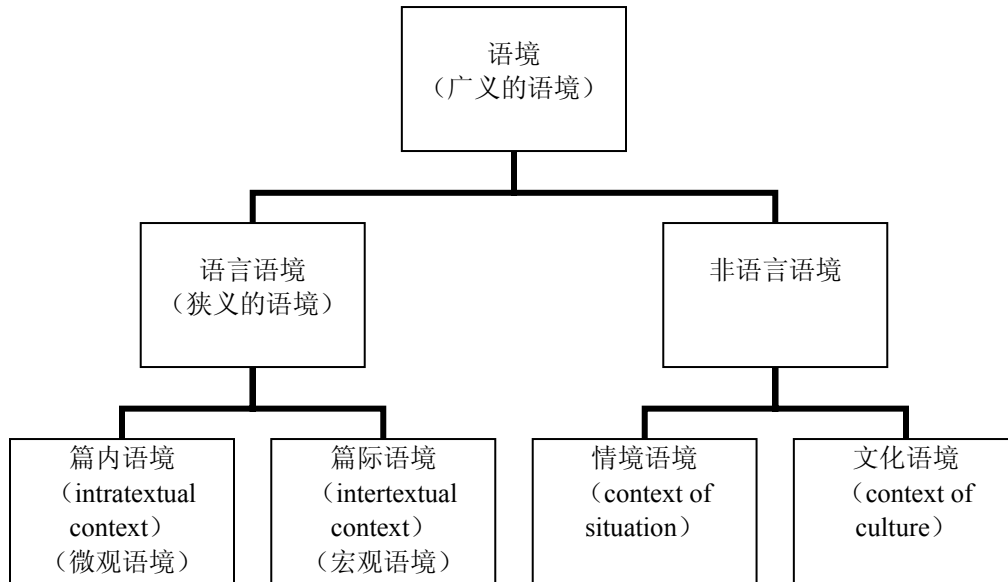 语境
（广义的语境）
语言语境
（狭义的语境）
非语言语境
篇内语境
（intratextual
context）
（微观语境）
篇际语境
（intertextual
context）
（宏观语境）
情境语境
（context of
situation）
文化语境
（context of
culture）